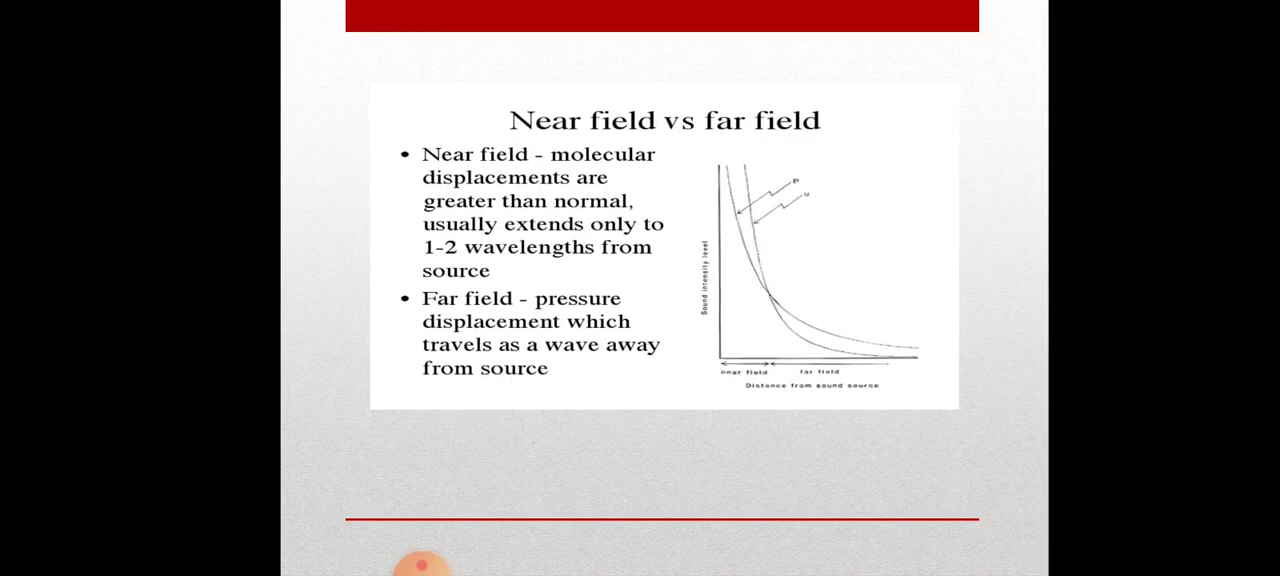 Near field vs far field
• Near field - molecular
displacements are
greater than normal,
usually extends only to
1-2 wavelengths from
source
• Far field - pressure
displacement which
travels as a wave away
from source
P
U
Sound intensity level
near field
far field
Distance from sound source